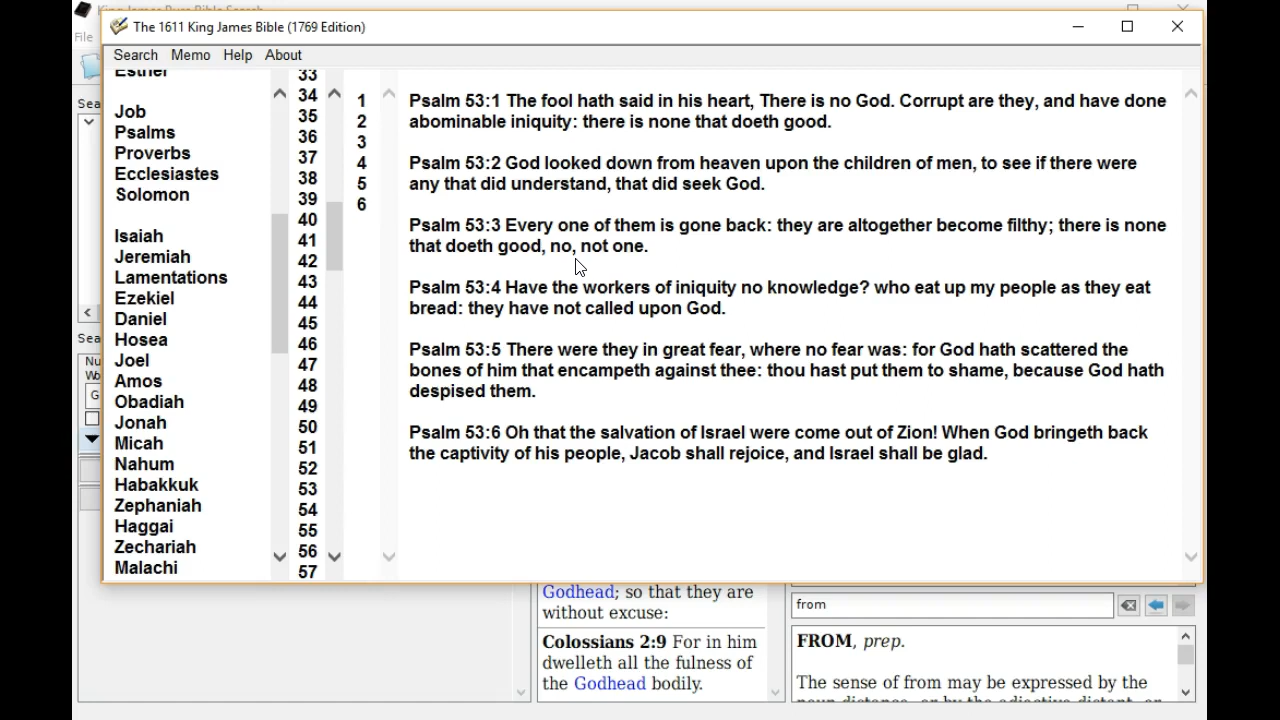 The 1611 King James Bible (1769 Edition)
File
Search Memo Help About
Esther
Job
Psalms
Proverbs
Ecclesiastes
Solomon
Isaiah
Jeremiah
Lamentations
Ezekiel
Daniel
Hosea
Joel
Amos
Obadiah
Jonah
Micah
Nahum
Habakkuk
Zephaniah
Haggai
Zechariah
Malachi
33
34
35
36
37
38
39
40
41
42
43
44
45
46
47
48
49
50
51
52
53
54
55
56
57
1
2
3
4
5
6
Psalm 53:1 The fool hath said in his heart, There is no God. Corrupt are they, and have done
abominable iniquity: there is none that doeth good.
Psalm 53:2 God looked down from heaven upon the children of men, to see if there were
any that did understand, that did seek God.
Psalm 53:3 Every one of them is gone back: they are altogether become filthy; there is none
that doeth good, no, not one.
Psalm 53:4 Have the workers of iniquity no knowledge? who eat up my people as they eat
bread: they have not called upon God.
Psalm 53:5 There were they in great fear, where no fear was: for God hath scattered the
bones of him that encampeth against thee: thou hast put them to shame, because God hath
despised them.
Psalm 53:6 Oh that the salvation of Israel were come out of Zion! When God bringeth back
the captivity of his people, Jacob shall rejoice, and Israel shall be glad.
Sea
Sea
Nu
Wo
G
Godhead; so that they are
without excuse:
Colossians 2:9 For in him
dwelleth all the fulness of
the Godhead bodily.
from
FROM, prep.
The sense of from may be expressed by the